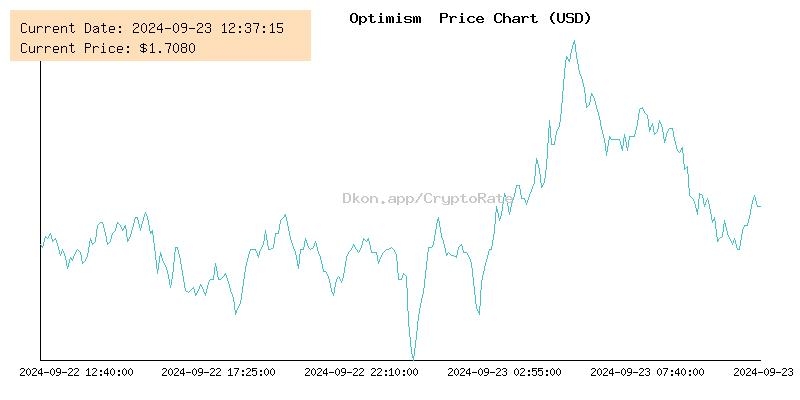 Optimism  Price Chart (USD)
Current Date: 2024-09-23 12:37:15
Current Price: $1.7080
Dkon.app/CryptoRate
2024-09-22 12:40:00 2024-09-22 17:25:00 2024-09-22 22:10:00 2024-09-23 02:55:00 2024-09-23 07:40:00 2024-09-23